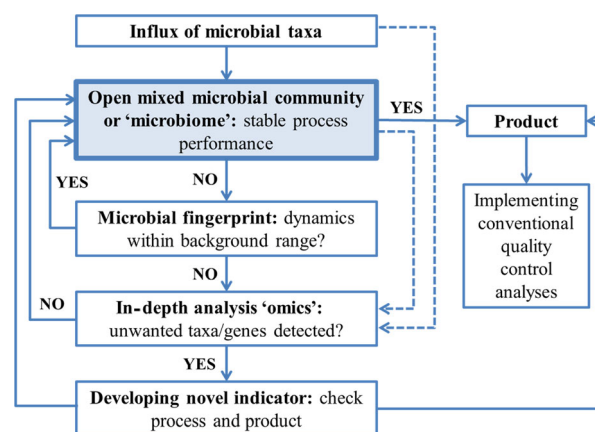 Influx of microbial taxa
Open mixed microbial community
or ‘microbiome’: stable process
performance
YES
Product
YES
NO
Implementing
conventional
quality
control
analyses
Microbial fingerprint: dynamics
within background range?
NO
NO
In-depth analysis ‘omics’:
unwanted taxa/genes detected?
YES
Developing novel indicator: check
process and product